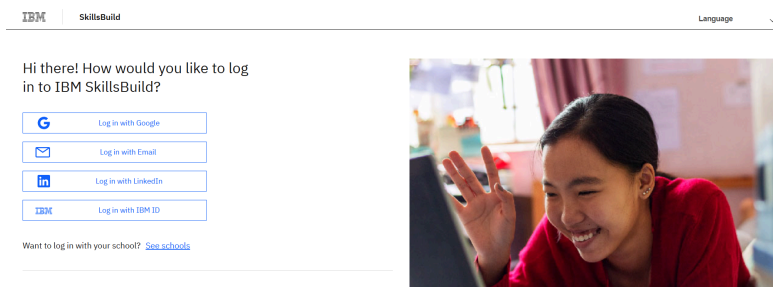 IBM SkillsBuild
Language
Hi there! How would you like to log
in to IBM SkillsBuild?
Log in with Google
Log in with Email
Log in with LinkedIn
IBM Log in with IBM ID
Want to log in with your school? See schools